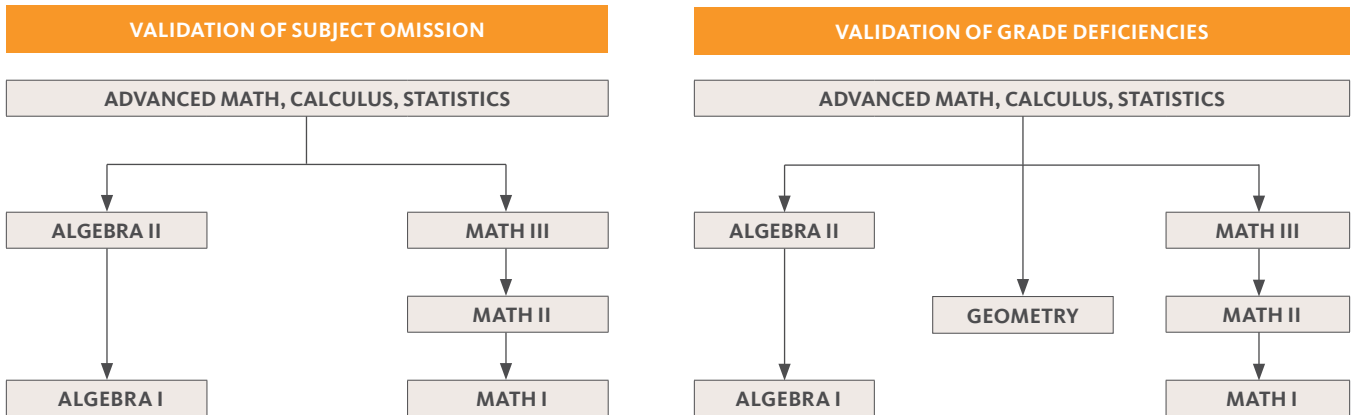 VALIDATION OF SUBJECT OMISSION
ADVANCED MATH, CALCULUS, STATISTICS
ALGEBRA II
MATH III
MATH II
ALGEBRA I
MATH I
VALIDATION OF GRADE DEFICIENCIES
ADVANCED MATH, CALCULUS, STATISTICS
ALGEBRA II
MATH III
GEOMETRY
MATH II
ALGEBRA I
MATH I